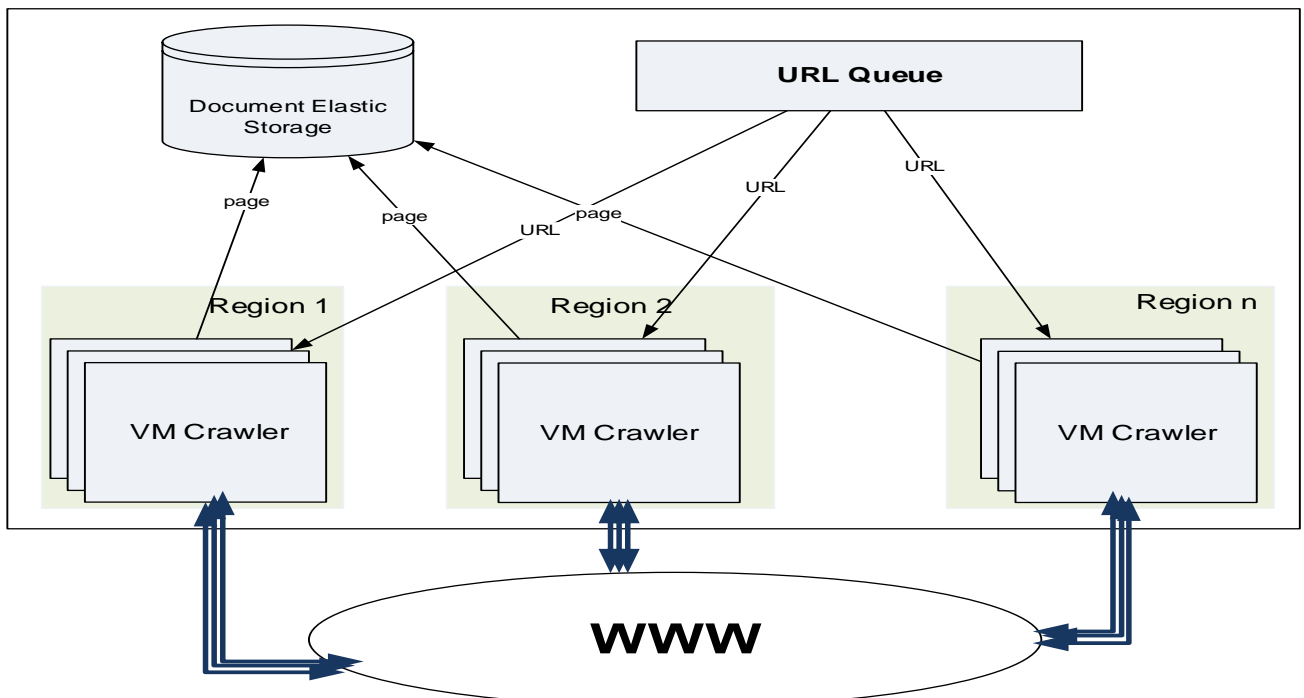 Document Elastic
Storage
URL Queue
page
page
URL
page
URL
URL
Region 1
Region 2
Region n
VM Crawler
VM Crawler
VM Crawler
www